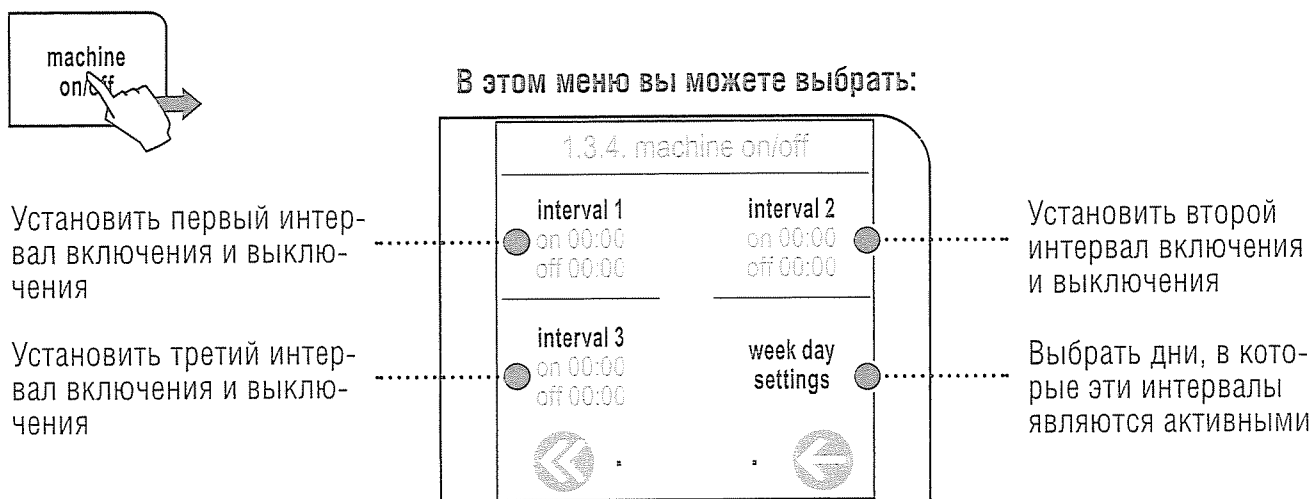 machine
on/off
В этом меню вы можете выбрать:
1.3.4. machine on/off
Установить первый интер-
вал включения и выклю-
чения
interval 1
on 00:00
off 00:00
interval 2
on 00:00
off 00:00
Установить второй
интервал включения
и выключения
Установить третий интер-
вал включения и выклю-
чения
interval 3
on 00:00
off 00:00
week day
settings
Выбрать дни, в кото-
рые эти интервалы
являются активными